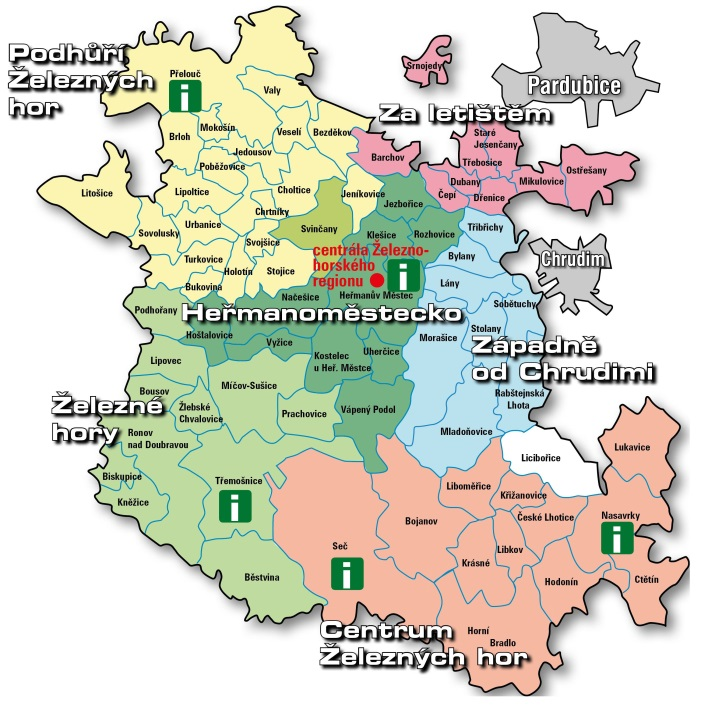 Podhůří
Železných
hor
Přelouč
i
Valy
Srnojedy
Pardubice
Za letištěm
Brloh
Mokošín
Veselí
Bezděkov
Jedousov
Poběžovice
Barchov
Staré
Jesenčany
Třebosice
Dubany
Mikulovice
Ostřešany
Čepí
Dřenice
Litošice
Lipoltice
Choltice
Jeníkovice
Jezbořice
Chrtníky
Svinčany
Sovolusky
Urbanice
Svojšice
Klešice
Rozhovice
Třibřichy
Turkovice
Holotín
Stojice
Bukovina
centrála Železno-
horského
regionu
i
Bylany
Chrudim
Lány
Načešice
Heřmanův Městec
Sobětuchy
Podhořany
Heřmanoměstecko
Hošťalovice
Vyžice
Kostelec
u Heř. Městce
Uherčice
Morašice
Stolany
Západně
od Chrudimi
Lipovec
Bousov
Míčov-Sušice
Rabštejnská
Lhota
Železné
hory
Žlebské
Chvalovice
Prachovice
Vápený Podol
Mladoňovice
Ronov
nad Doubravou
Licibořice
Lukavice
Biskupice
Kněžice
Třemošnice
i
Liboměřice
Křižanovice
České Lhotice
Nasavrky
i
Bojanov
Seč
i
Libkov
Krásné
Hodonín
Ctětín
Běstvina
Horní
Bradlo
Centrum
Železných hor